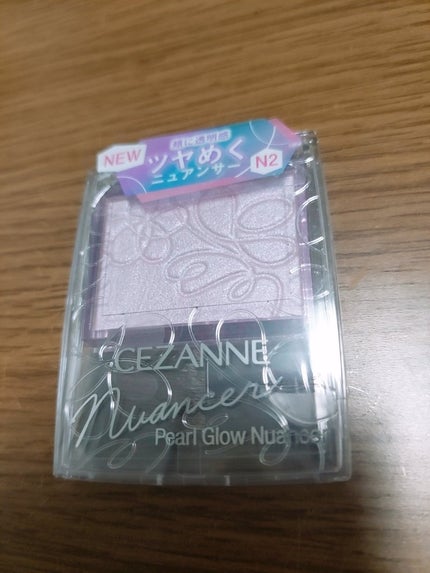 NEW
頬に透明感
ツヤめく
ニュアンサー
N2
CEZANNE
Nuancer
Pearl Glow Nuancer